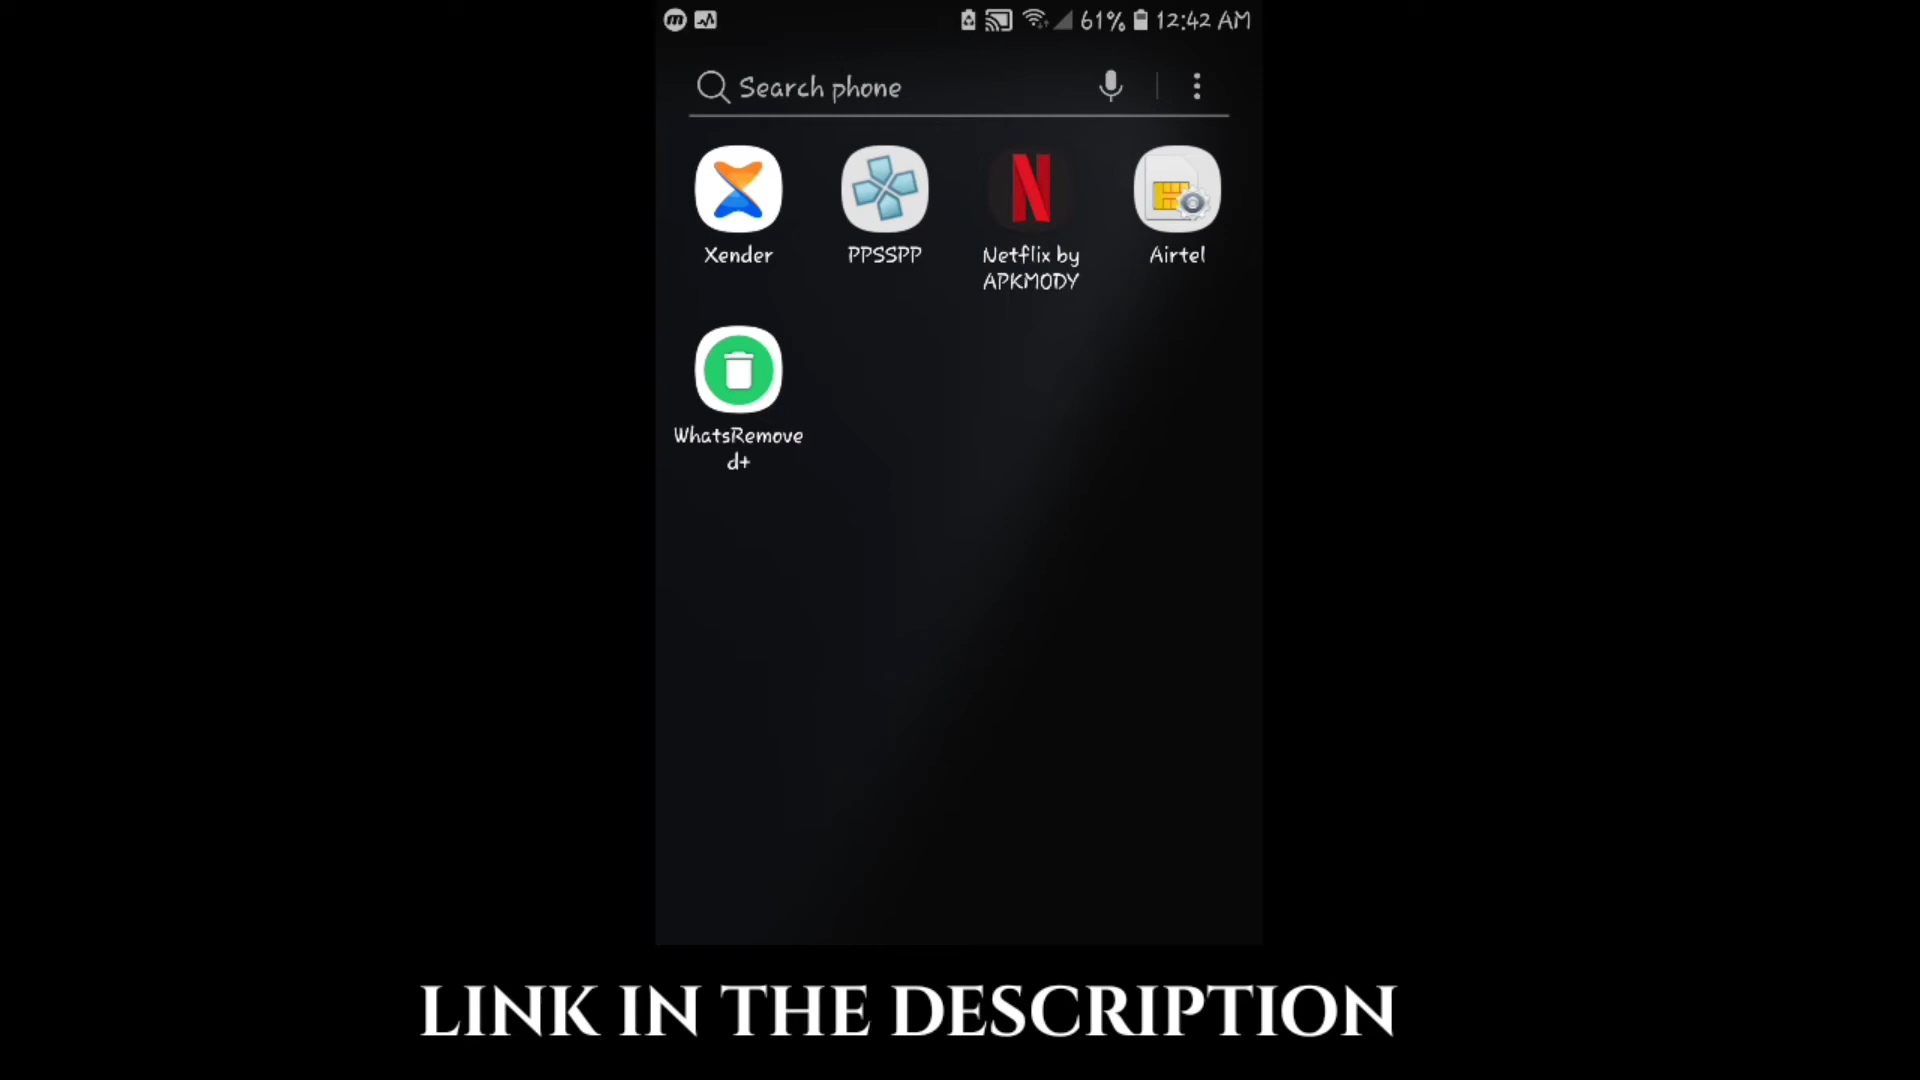 61% 12:42 AM
Search phone
Xender
PPSSPP
Netflix by
APKMODY
Airtel
WhatsRemove
d+
LINK IN THE DESCRIPTION